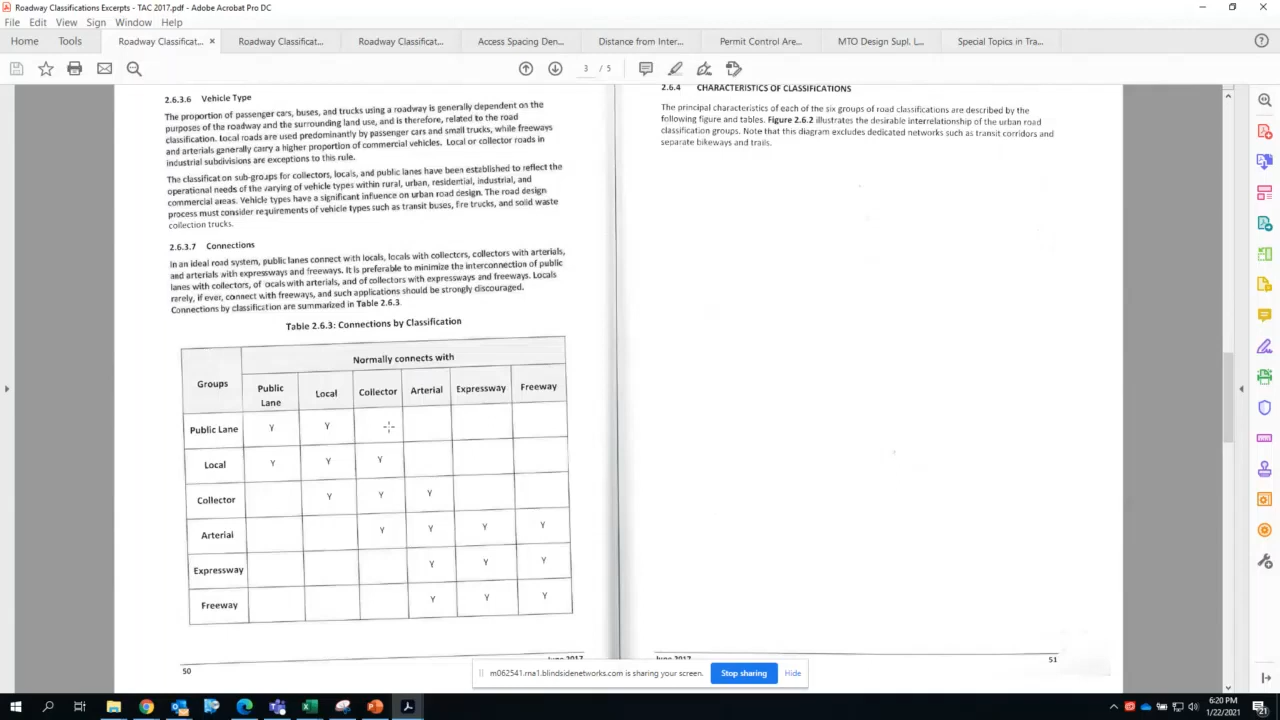 Roadway Classifications Excerpts - TAC 2017.pdf - Adobe Acrobat Pro DC
File Edit View Sign Window Help
Home Tools Roadway Classificat... × Roadway Classificat... Roadway Classificat... Access Spacing Den... Distance from Inter... Permit Control Are... MTO Design Supl. L... Special Topics in Tra...
3 / 5
2.6.3.6 Vehicle Type
The proportion of passenger cars, buses, and trucks using a roadway is generally dependent on the
purposes of the roadway and the surrounding land use, and is therefore, related to the road
classification. Local roads are used predominantly by passenger cars and small trucks, while freeways
and arterials generally carry a higher proportion of commercial vehicles. Local or collector roads in
industrial subdivisions are exceptions to this rule.
The classification sub-groups for collectors, locals, and public lanes have been established to reflect the
operational needs of the varying of vehicle types within rural, urban, residential, industrial, and
commercial areas. Vehicle types have a significant influence on urban road design. The road design
process must consider requirements of vehicle types such as transit buses, fire trucks, and solid waste
collection trucks.
2.6.3.7 Connections
In an ideal road system, public lanes connect with locals, locals with collectors, collectors with arterials,
and arterials with expressways and freeways. It is preferable to minimize the interconnection of public
lanes with collectors, of locals with arterials, and of collectors with expressways and freeways. Locals
rarely, if ever, connect with freeways, and such applications should be strongly discouraged.
Connections by classification are summarized in Table 2.6.3.
Table 2.6.3: Connections by Classification
Groups
Normally connects with
Public Lane Local Collector Arterial Expressway Freeway
Public Lane Y Y
Local Y Y Y
Collector Y Y Y
Arterial Y Y Y Y
Expressway Y Y Y
Freeway Y Y Y
50
June 2017
2.6.4 CHARACTERISTICS OF CLASSIFICATIONS
The principal characteristics of each of the six groups of road classifications are described by the
following figure and tables. Figure 2.6.2 illustrates the desirable interrelationship of the urban road
classification groups. Note that this diagram excludes dedicated networks such as transit corridors and
separate bikeways and trails.
June 2017
51
m062541.rna1.blindsidenetworks.com is sharing your screen. Stop sharing Hide
6:20 PM
1/22/2021
21